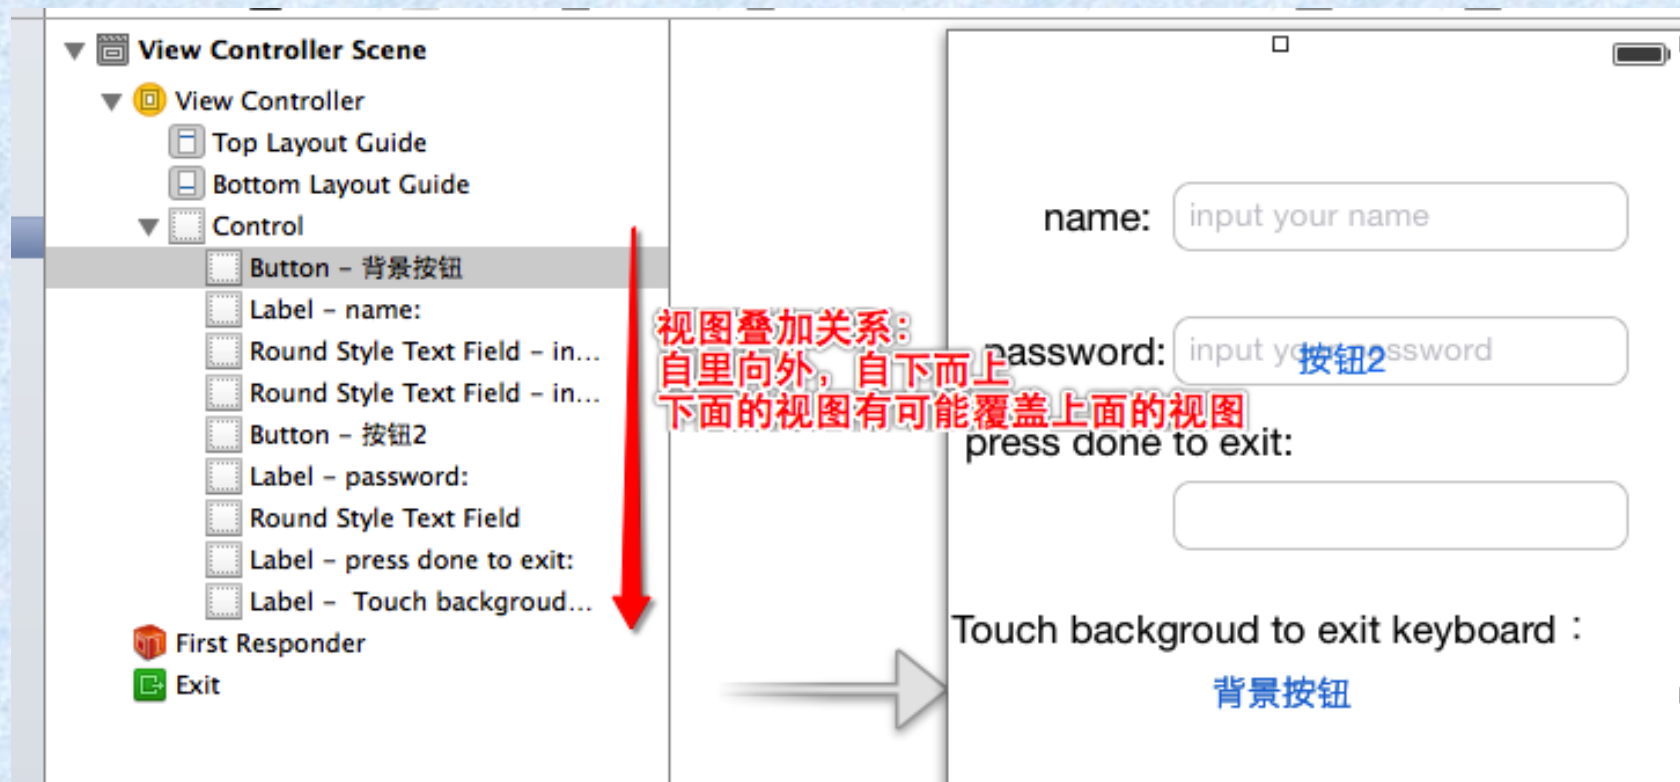 View Controller Scene
View Controller
Top Layout Guide
Bottom Layout Guide
Control
Button – 背景按钮
Label – name:
Round Style Text Field – in...
Round Style Text Field – in...
Button – 按钮2
Label – password:
Round Style Text Field
Label – press done to exit:
Label –  Touch backgroud...
First Responder
Exit
视图叠加关系：
自里向外，自下而上
下面的视图有可能覆盖上面的视图
name:
input your name
password:
input your password
按钮2
press done to exit:
Touch backgroud to exit keyboard：
背景按钮